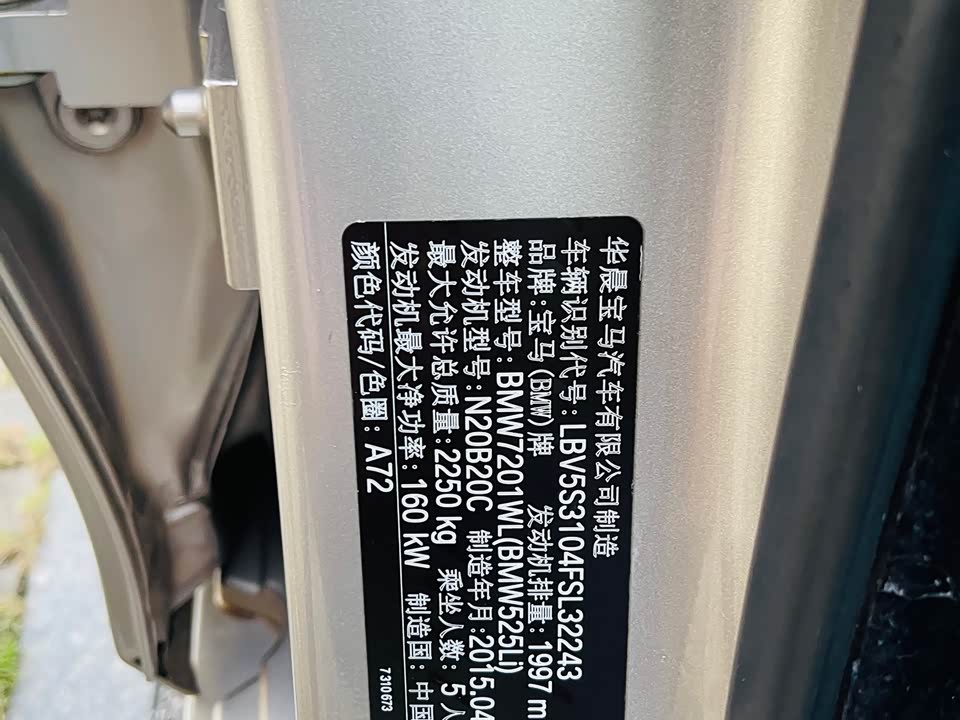 华晨宝马汽车有限公司制造
车辆识别代号:LBV5S3104FSL32243
品牌:宝马(BMW)牌 发动机排量:1997 m
整车型号:BMW7201WL(BMW525Li)
发动机型号:N20B20C 制造年月:2015.04
最大允许总质量:2250 kg 乘坐人数:5人
发动机最大净功率:160 kW 制造国:中国
颜色代码/色圈:A72
7310673